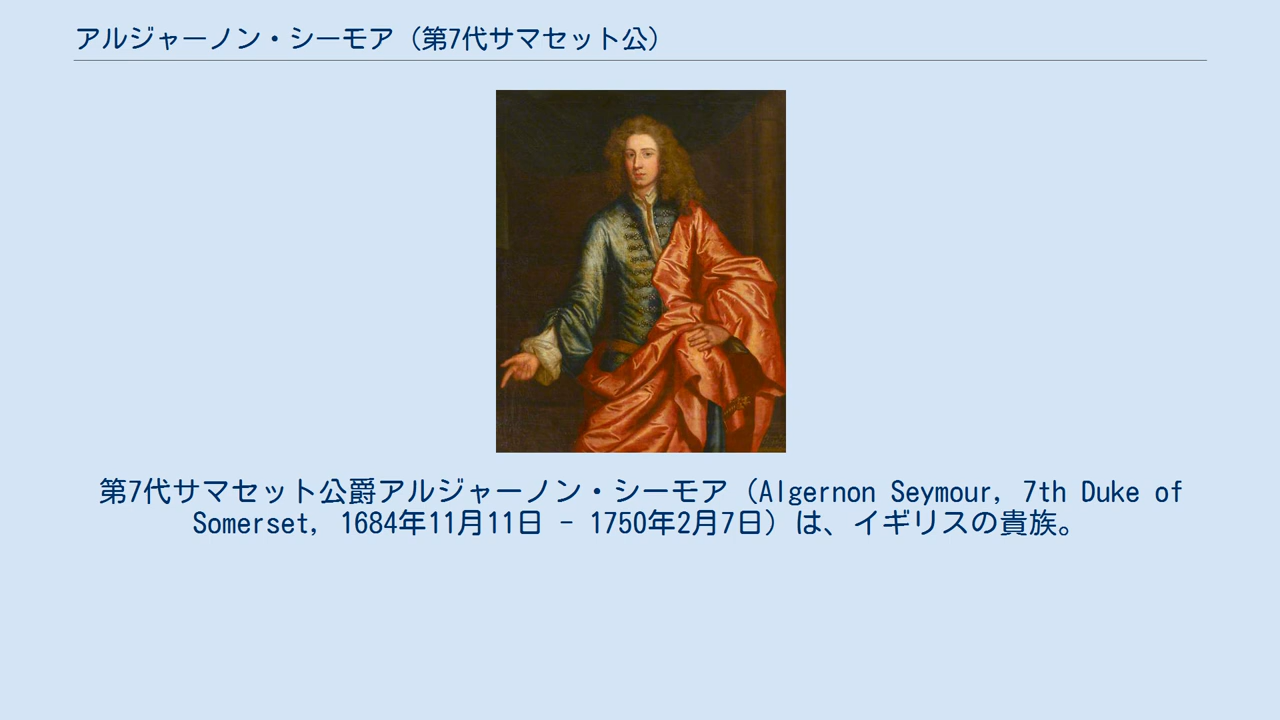 アルジャーノン・シーモア（第7代サマセット公）
第7代サマセット公爵アルジャーノン・シーモア（Algernon Seymour, 7th Duke of
Somerset, 1684年11月11日 - 1750年2月7日）は、イギリスの貴族。